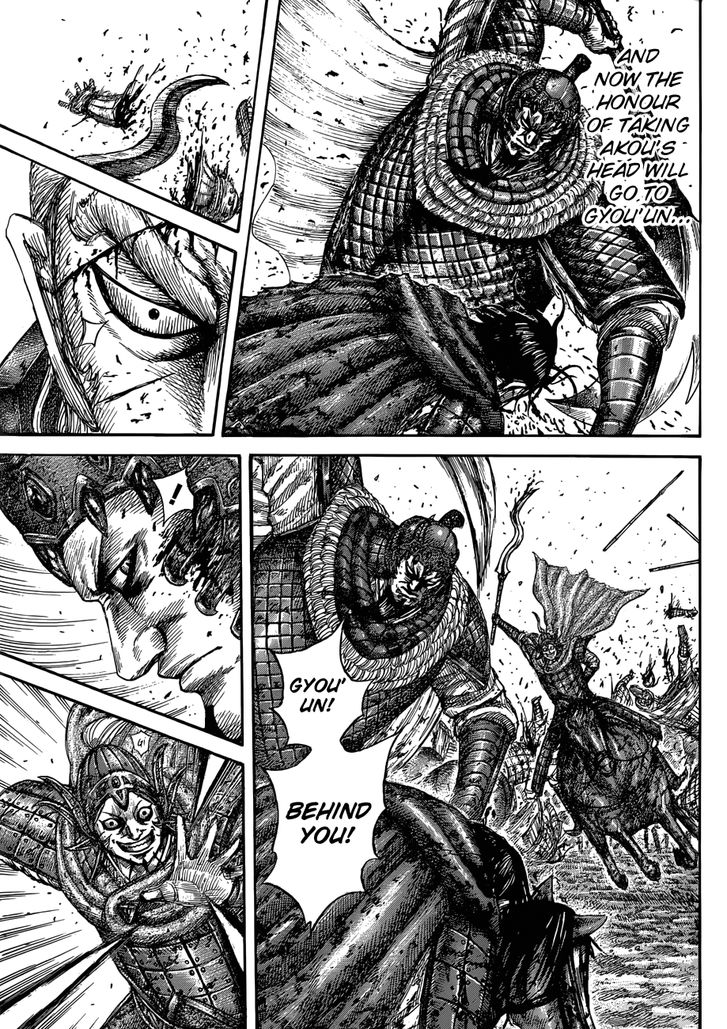 AND
NOW THE
HONOUR
OF TAKING
AKOU'S
HEAD WILL
GO TO
GYOU'UN...
!
GYOU'
UN!
BEHIND
YOU!